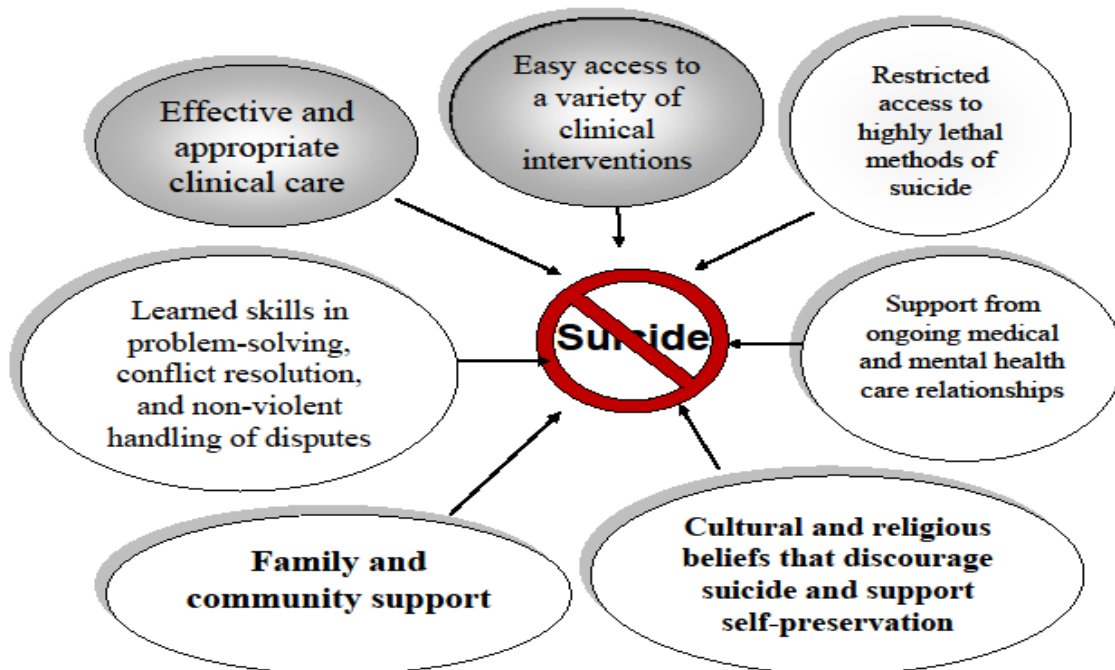 Effective and
appropriate
clinical care
Easy access to
a variety of
clinical
interventions
Restricted
access to
highly lethal
methods of
suicide
Learned skills in
problem-solving,
conflict resolution,
and non-violent
handling of disputes
Suicide
Support from
ongoing medical
and mental health
care relationships
Family and
community support
Cultural and religious
beliefs that discourage
suicide and support
self-preservation